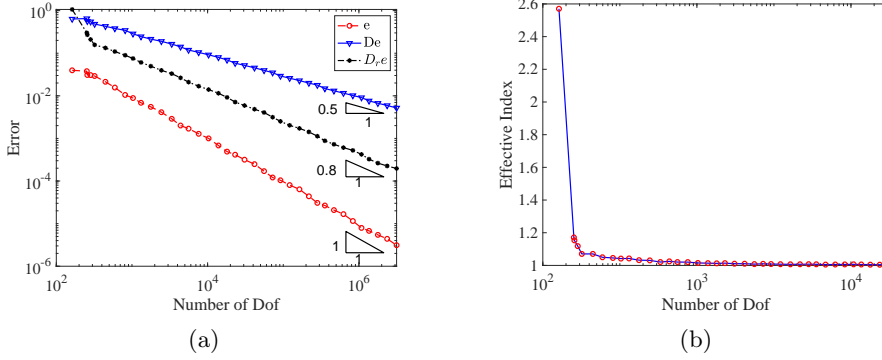 10^0
10^-2
10^-4
10^-6
Error
e
De
D_r e
0.5
1
0.8
1
1
1
10^2
10^4
10^6
Number of Dof
(a)
2.6
2.4
2.2
2
1.8
1.6
1.4
1.2
1
Effective Index
10^2
10^3
10^4
Number of Dof
(b)